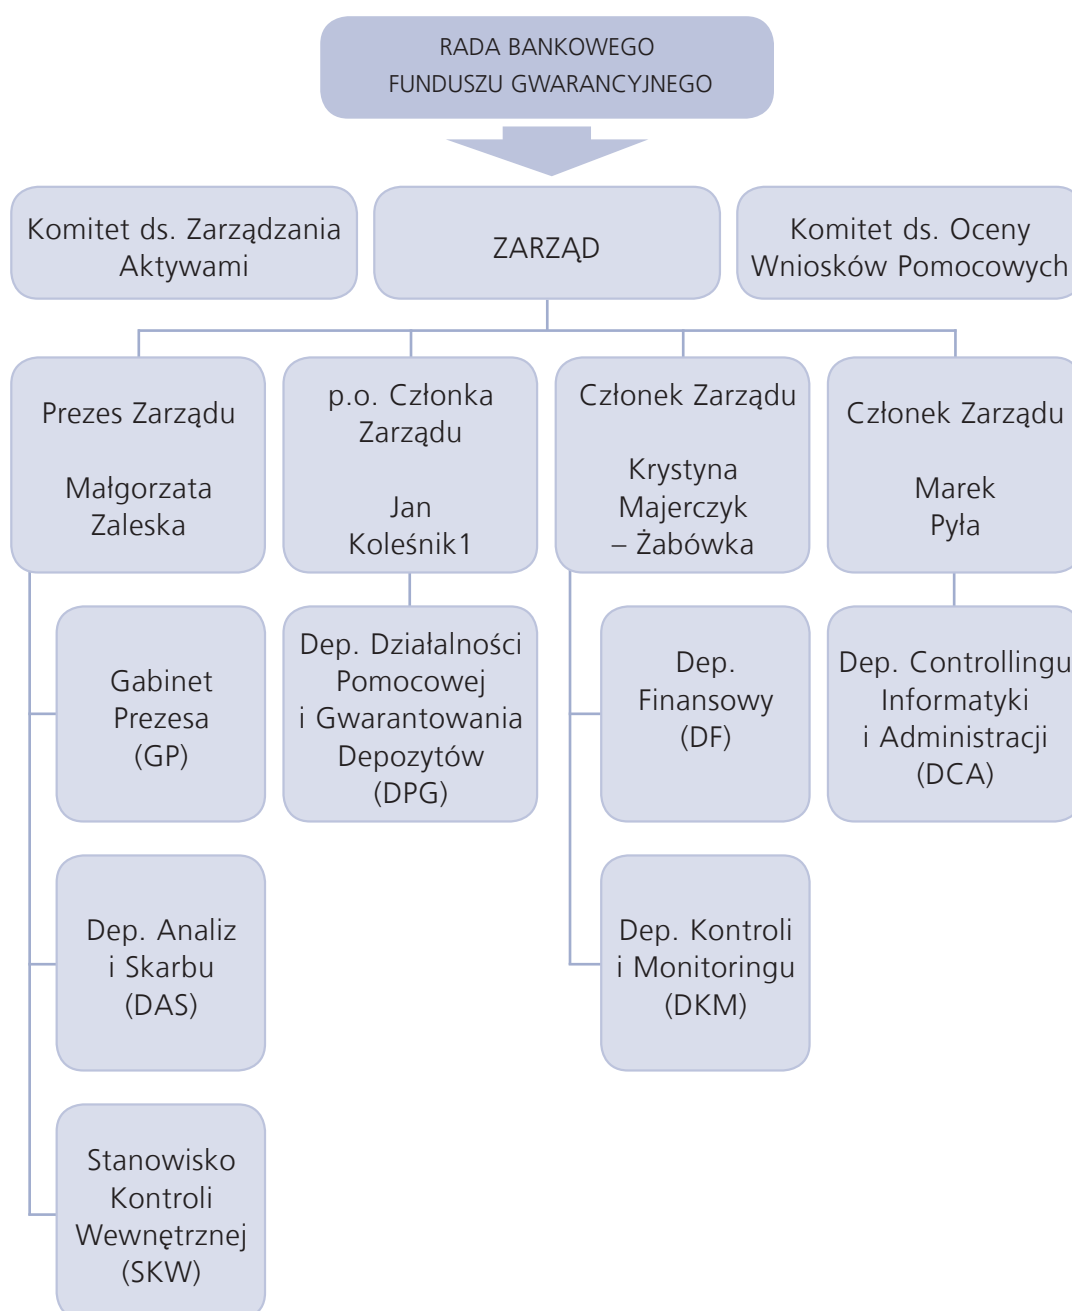 RADA BANKOWEGO
FUNDUSZU GWARANCYJNEGO
Komitet ds. Zarządzania
Aktywami
ZARZĄD
Komitet ds. Oceny
Wniosków Pomocowych
Prezes Zarządu
Małgorzata
Zaleska
p.o. Członka
Zarządu
Jan
Koleśnik1
Członek Zarządu
Krystyna
Majerczyk
– Żabówka
Członek Zarządu
Marek
Pyła
Gabinet
Prezesa
(GP)
Dep. Działalności
Pomocowej
i Gwarantowania
Depozytów
(DPG)
Dep.
Finansowy
(DF)
Dep. Controllingu
Informatyki
i Administracji
(DCA)
Dep. Analiz
i Skarbu
(DAS)
Dep. Kontroli
i Monitoringu
(DKM)
Stanowisko
Kontroli
Wewnętrznej
(SKW)